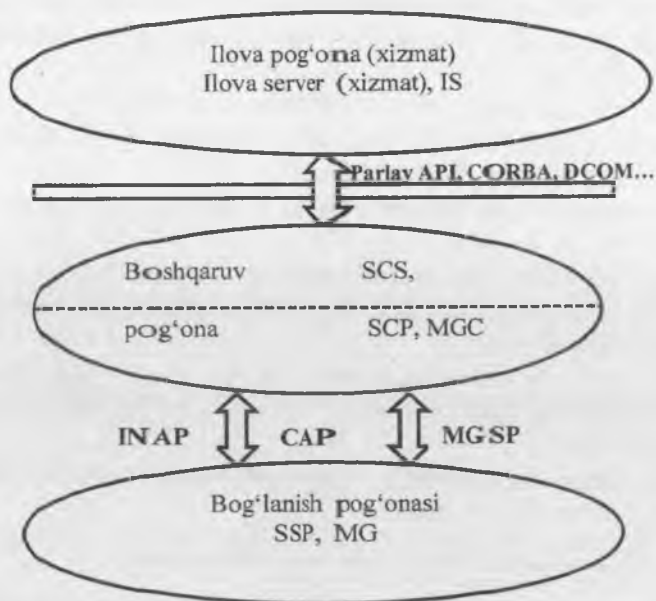 Ilova pog‘ona (xizmat)
Ilova server (xizmat), IS
Parlay API, CORBA, DCOM...
Boshqaruv SCS,
pog‘ona SCP, MGC
INAP CAP MGSP
Bog‘lanish pog‘onasi
SSP, MG